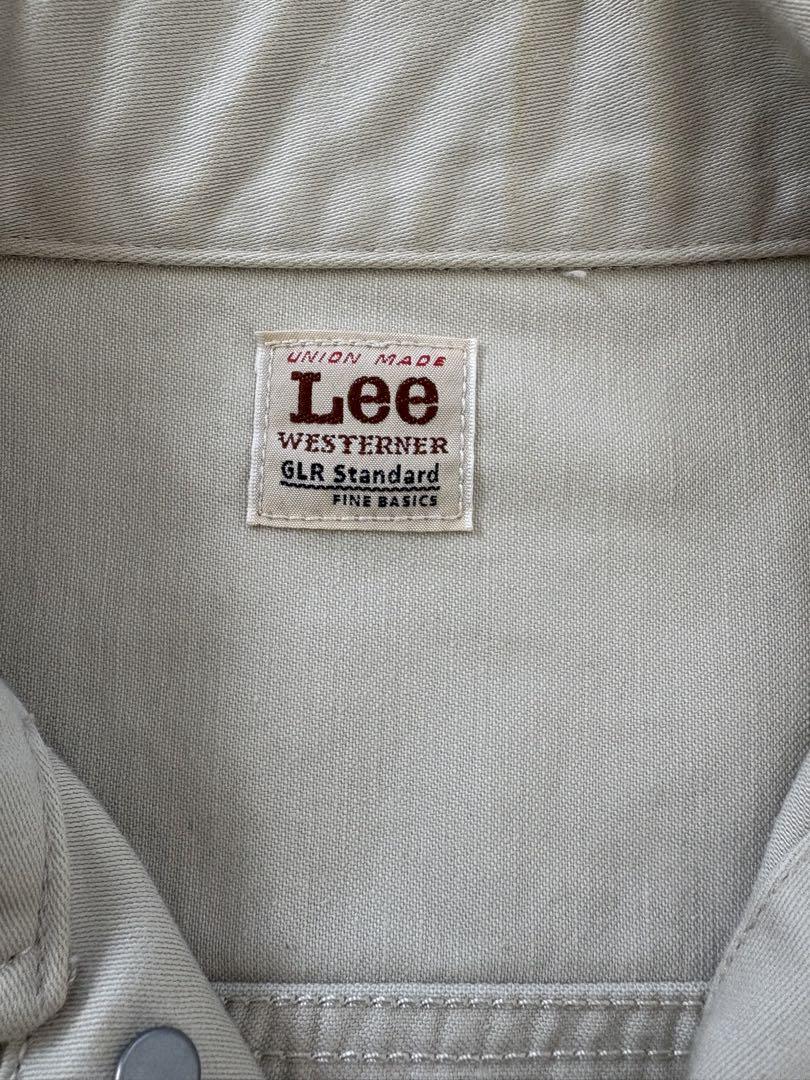 UNION MADE
Lee
WESTERNER
GLR Standard
FINE BASICS